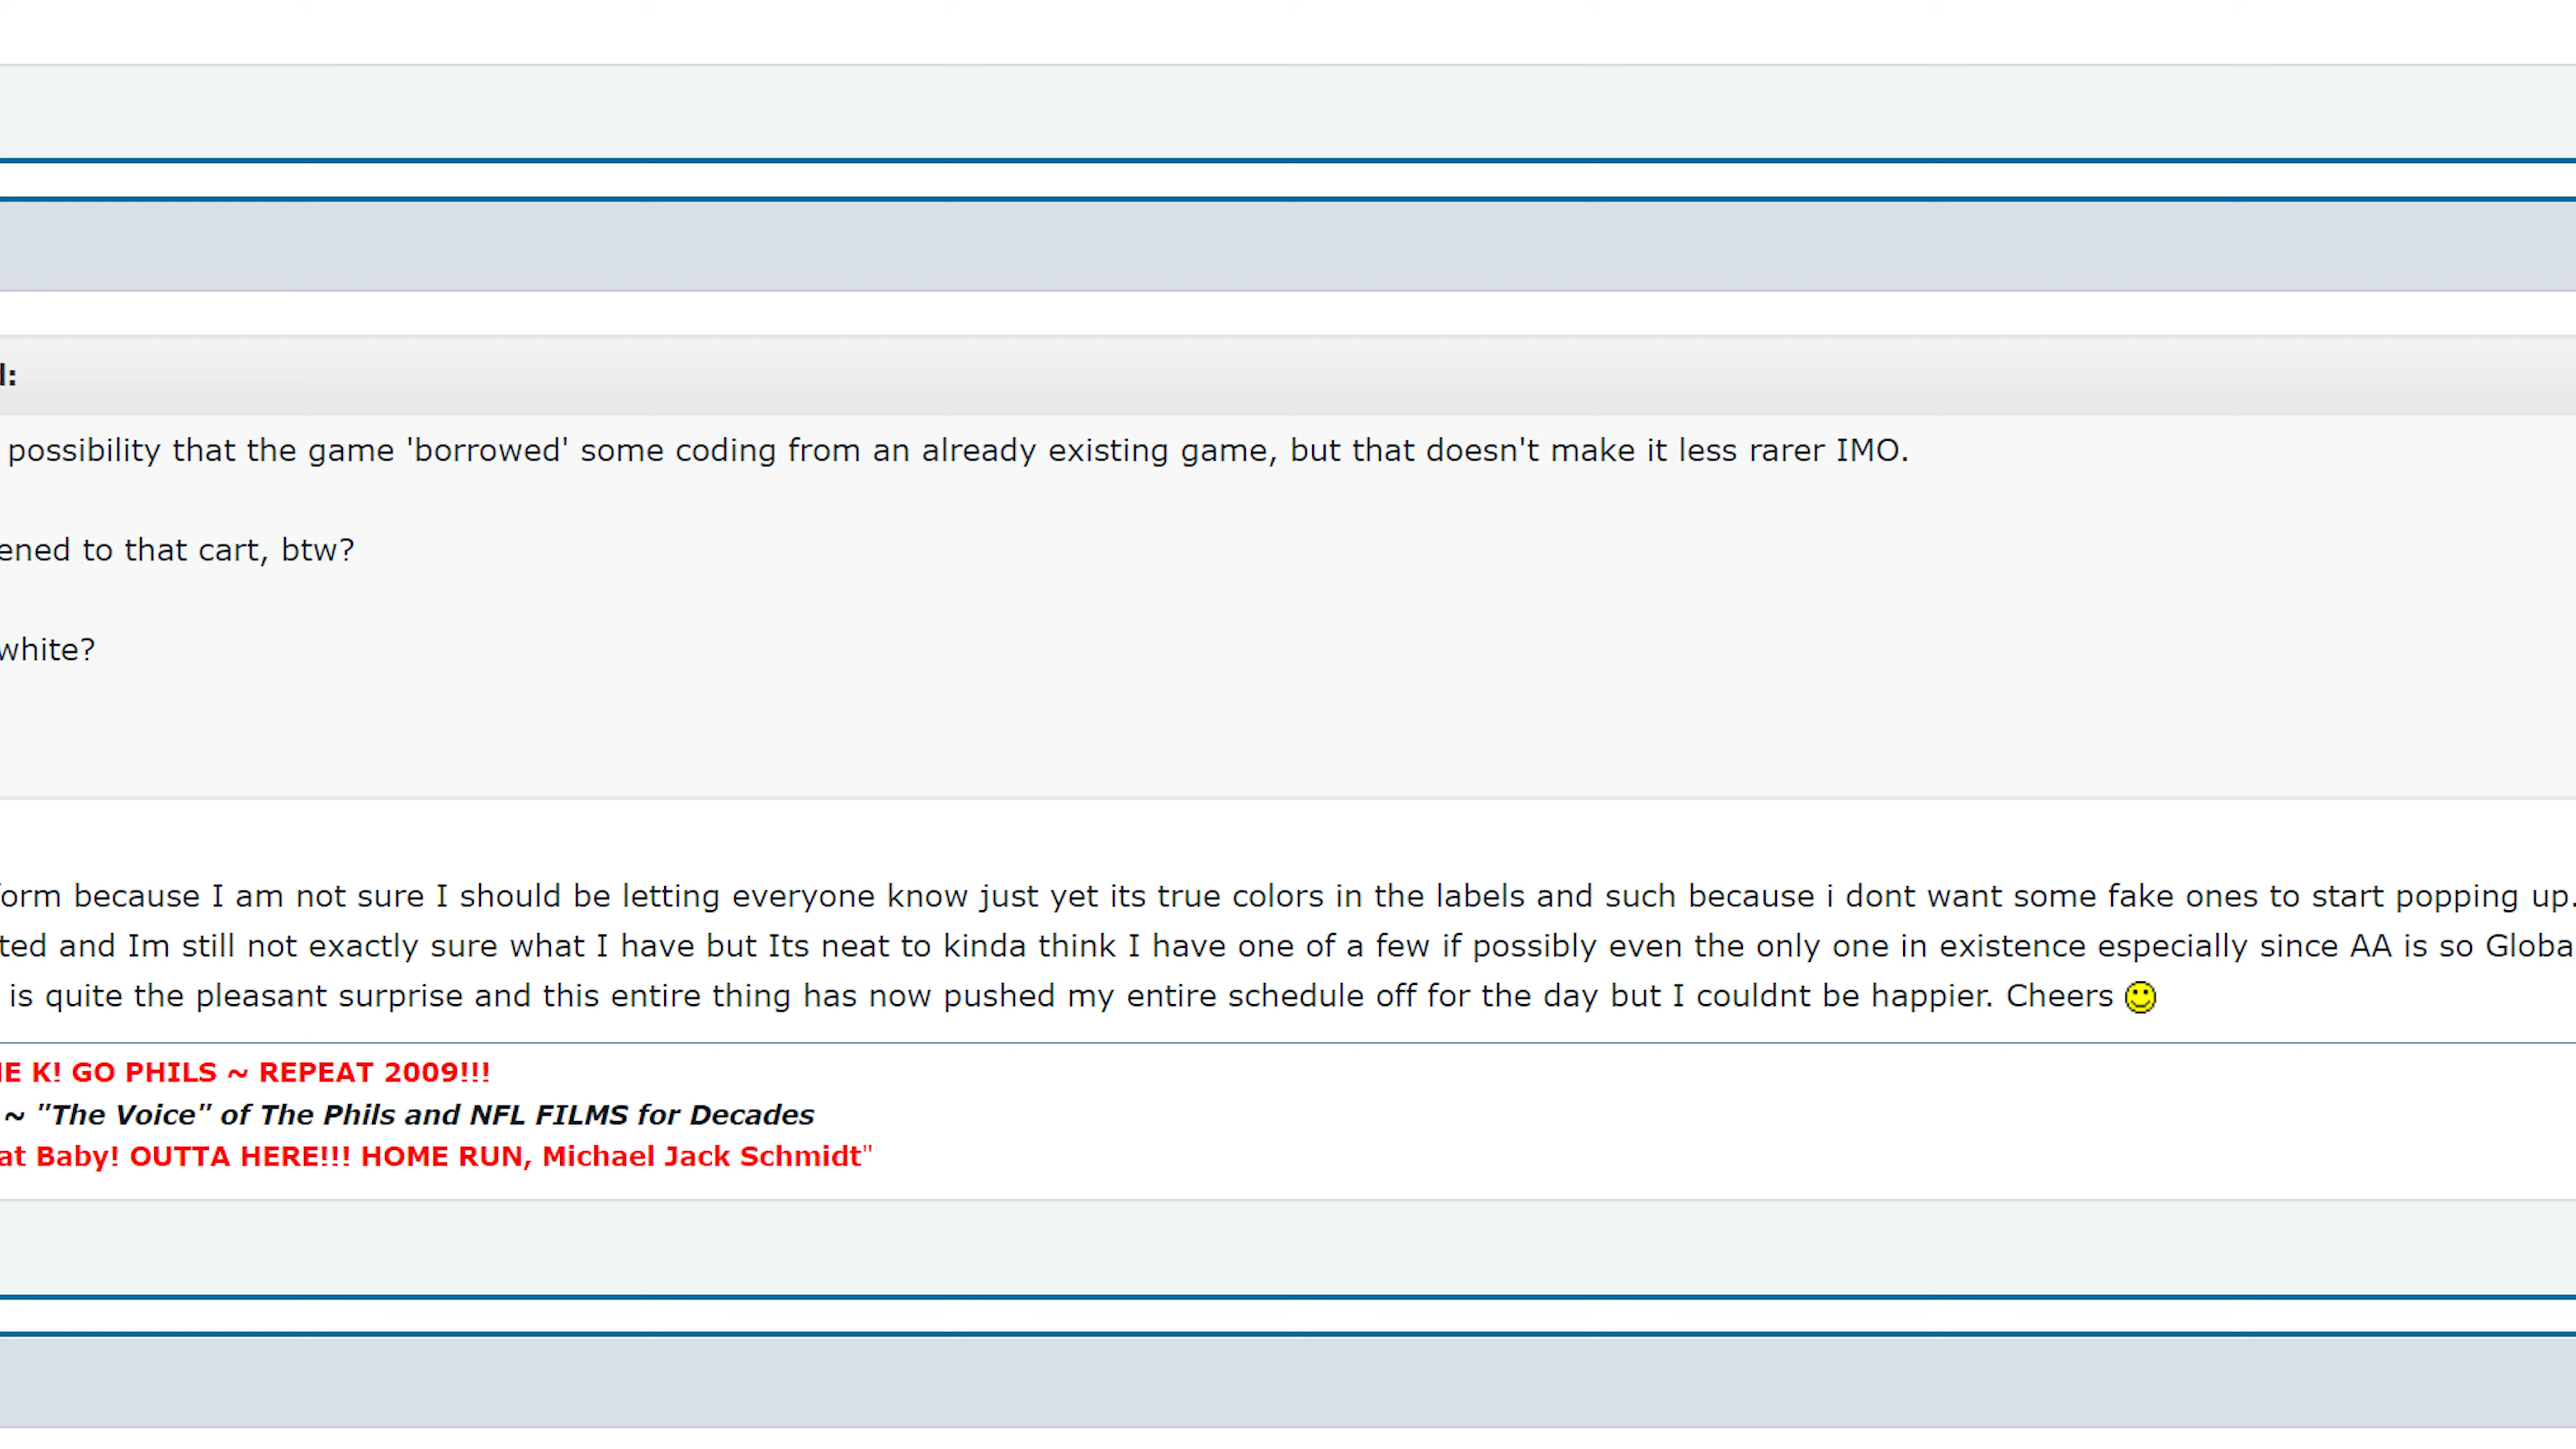 :
possibility that the game 'borrowed' some coding from an already existing game, but that doesn't make it less rarer IMO.
to that cart, btw?
white?
because I am not sure I should be letting everyone know just yet its true colors in the labels and such because i dont want some fake ones to start popping up.
and Im still not exactly sure what I have but Its neat to kinda think I have one of a few if possibly even the only one in existence especially since AA is so
is quite the pleasant surprise and this entire thing has now pushed my entire schedule off for the day but I couldnt be happier. Cheers
K! GO PHILS ~ REPEAT 2009!!!
~ "The Voice" of The Phils and NFL FILMS for Decades
Baby! OUTTA HERE!!! HOME RUN, Michael Jack Schmidt"